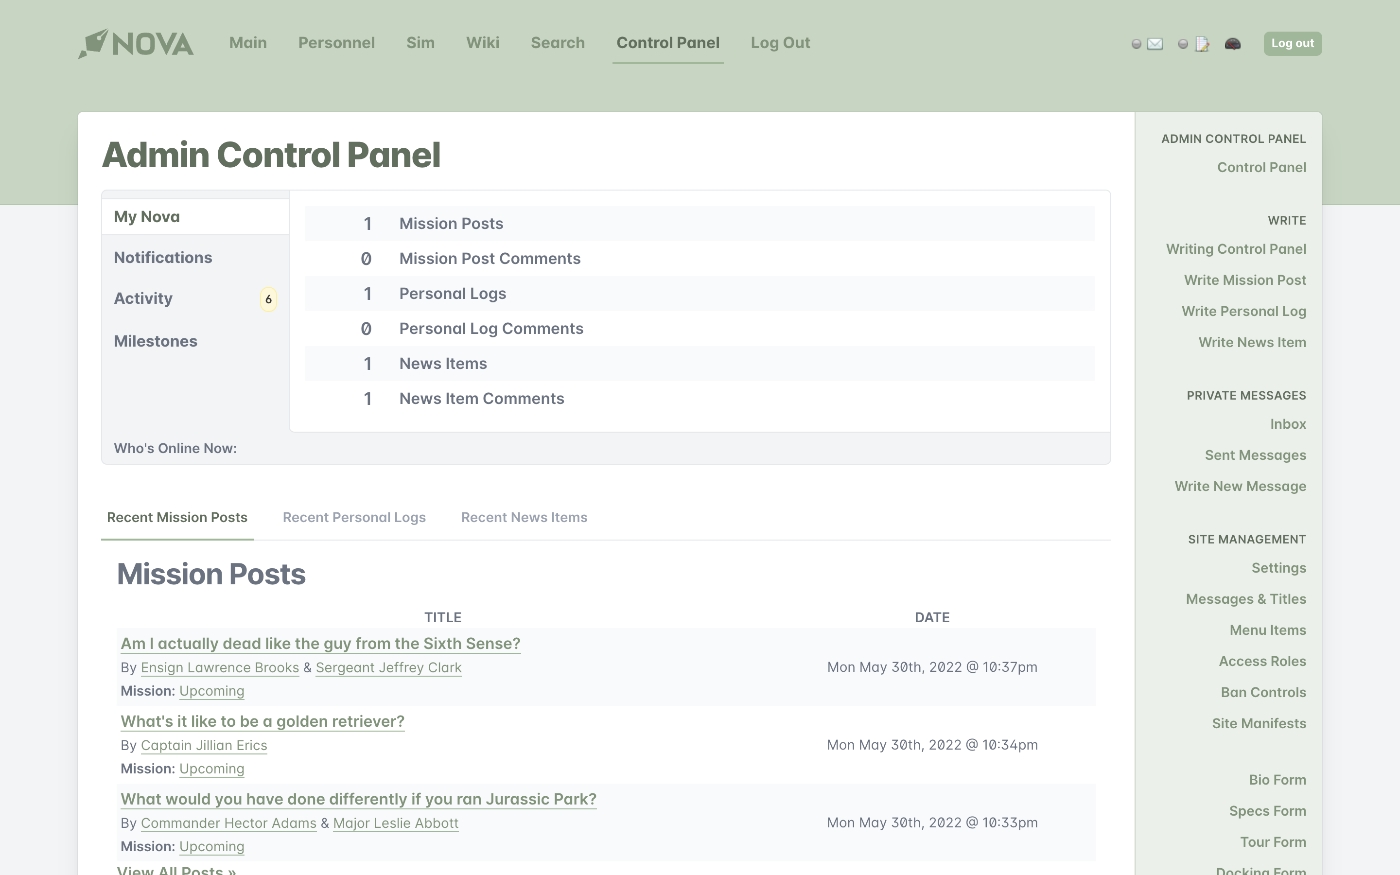 NOVA
Main
Personnel
Sim
Wiki
Search
Control Panel
Log Out
Log out
Admin Control Panel
My Nova
Notifications
Activity
6
Milestones
1 Mission Posts
0 Mission Post Comments
1 Personal Logs
0 Personal Log Comments
1 News Items
1 News Item Comments
Who's Online Now:
Recent Mission Posts
Recent Personal Logs
Recent News Items
Mission Posts
TITLE
DATE
Am I actually dead like the guy from the Sixth Sense?
By Ensign Lawrence Brooks & Sergeant Jeffrey Clark
Mission: Upcoming
Mon May 30th, 2022 @ 10:37pm
What's it like to be a golden retriever?
By Captain Jillian Erics
Mission: Upcoming
Mon May 30th, 2022 @ 10:34pm
What would you have done differently if you ran Jurassic Park?
By Commander Hector Adams & Major Leslie Abbott
Mission: Upcoming
Mon May 30th, 2022 @ 10:33pm
View All Posts »
ADMIN CONTROL PANEL
Control Panel
WRITE
Writing Control Panel
Write Mission Post
Write Personal Log
Write News Item
PRIVATE MESSAGES
Inbox
Sent Messages
Write New Message
SITE MANAGEMENT
Settings
Messages & Titles
Menu Items
Access Roles
Ban Controls
Site Manifests
Bio Form
Specs Form
Tour Form
Docking Form